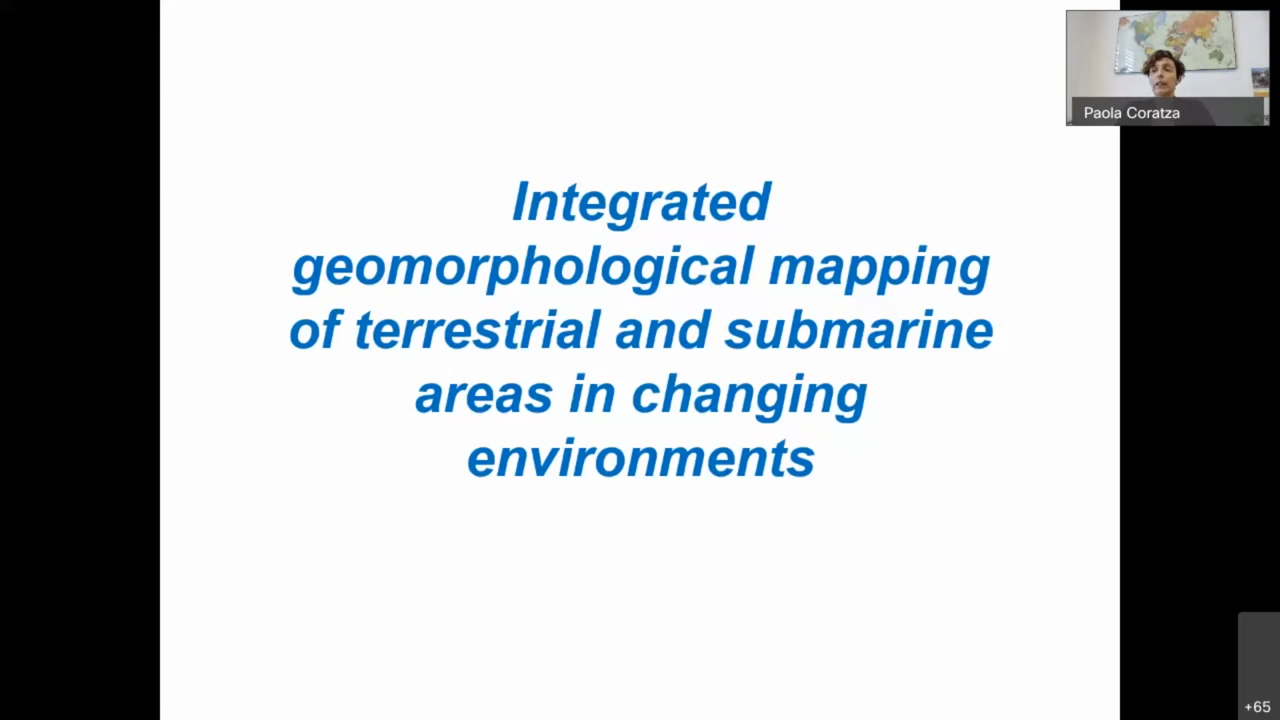 Paola Coratza
Integrated
geomorphological mapping
of terrestrial and submarine
areas in changing
environments
+65